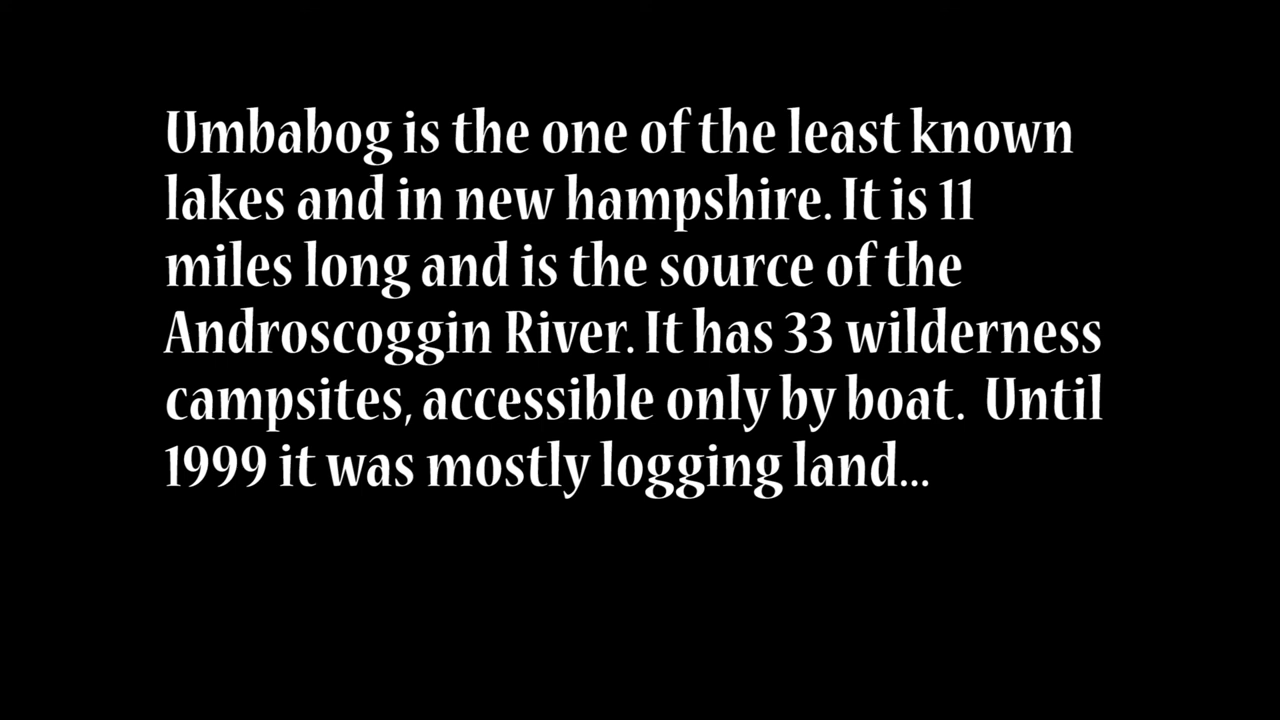 Umbabog is the one of the least known
lakes and in new hampshire. It is 11
miles long and is the source of the
Androscoggin River. It has 33 wilderness
campsites, accessible only by boat.  Until
1999 it was mostly logging land...